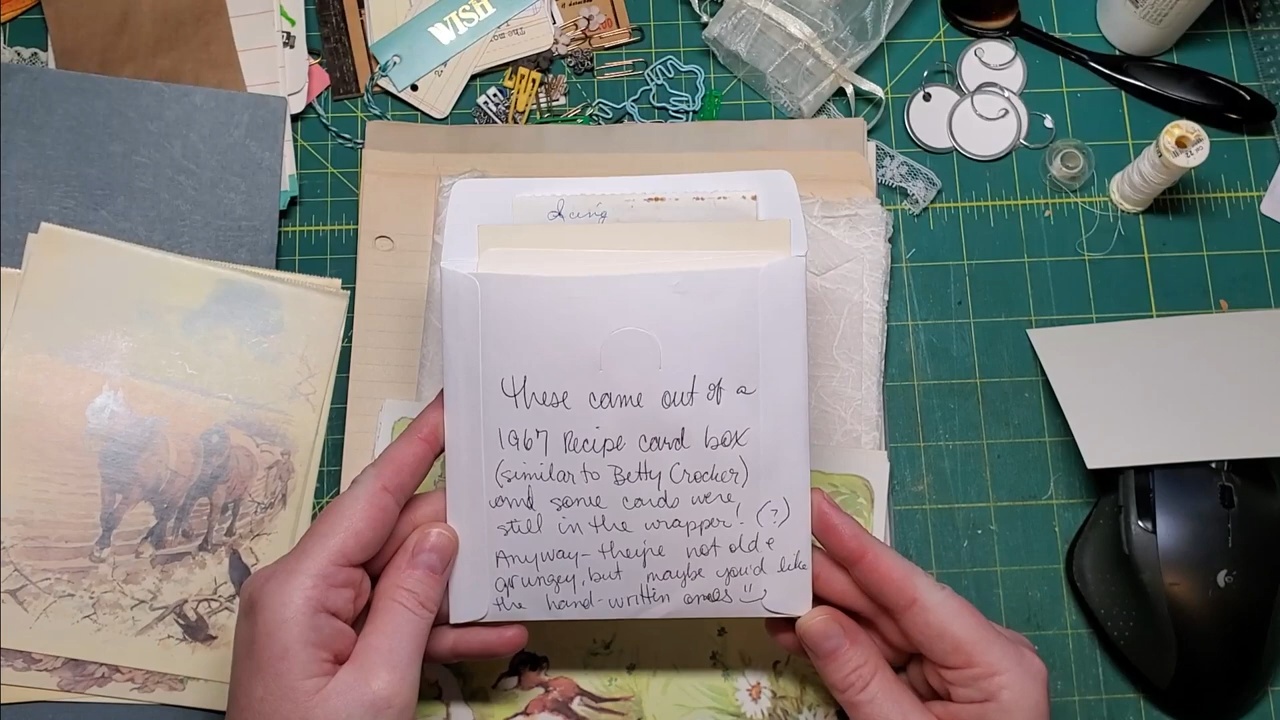 WISH
Icing
These came out of a
1967 Recipe card box
(similar to Betty Crocker)
and some cards were
still in the wrapper! (?)
Anyway - they're not old &
grungey, but maybe you'd like
the hand-written ones